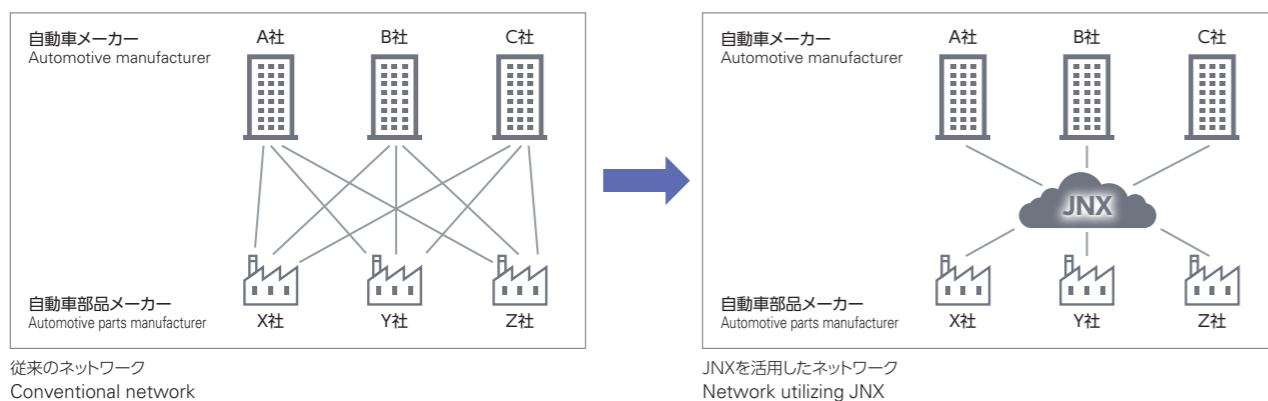 自動車メーカー
Automotive manufacturer
A社
B社
C社
自動車部品メーカー
Automotive parts manufacturer
X社
Y社
Z社
従来のネットワーク
Conventional network
自動車メーカー
Automotive manufacturer
A社
B社
C社
JNX
自動車部品メーカー
Automotive parts manufacturer
X社
Y社
Z社
JNXを活用したネットワーク
Network utilizing JNX